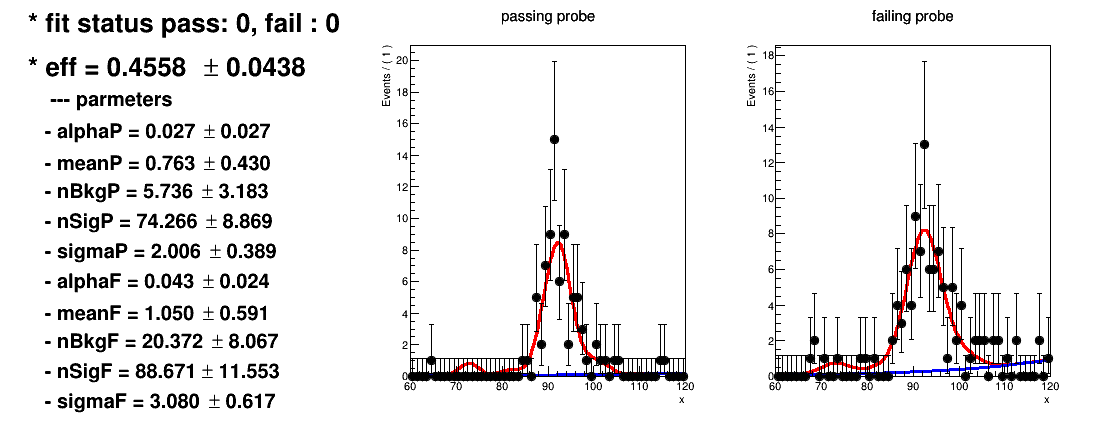 * fit status pass: 0, fail : 0
* eff = 0.4558 ± 0.0438
--- parmeters
- alphaP = 0.027 ± 0.027
- meanP = 0.763 ± 0.430
- nBkgP = 5.736 ± 3.183
- nSigP = 74.266 ± 8.869
- sigmaP = 2.006 ± 0.389
- alphaF = 0.043 ± 0.024
- meanF = 1.050 ± 0.591
- nBkgF = 20.372 ± 8.067
- nSigF = 88.671 ± 11.553
- sigmaF = 3.080 ± 0.617
passing probe
Events / ( 1 )
20
18
16
14
12
10
8
6
4
2
0
60 70 80 90 100 110 120
x
failing probe
Events / ( 1 )
18
16
14
12
10
8
6
4
2
0
60 70 80 90 100 110 120
x